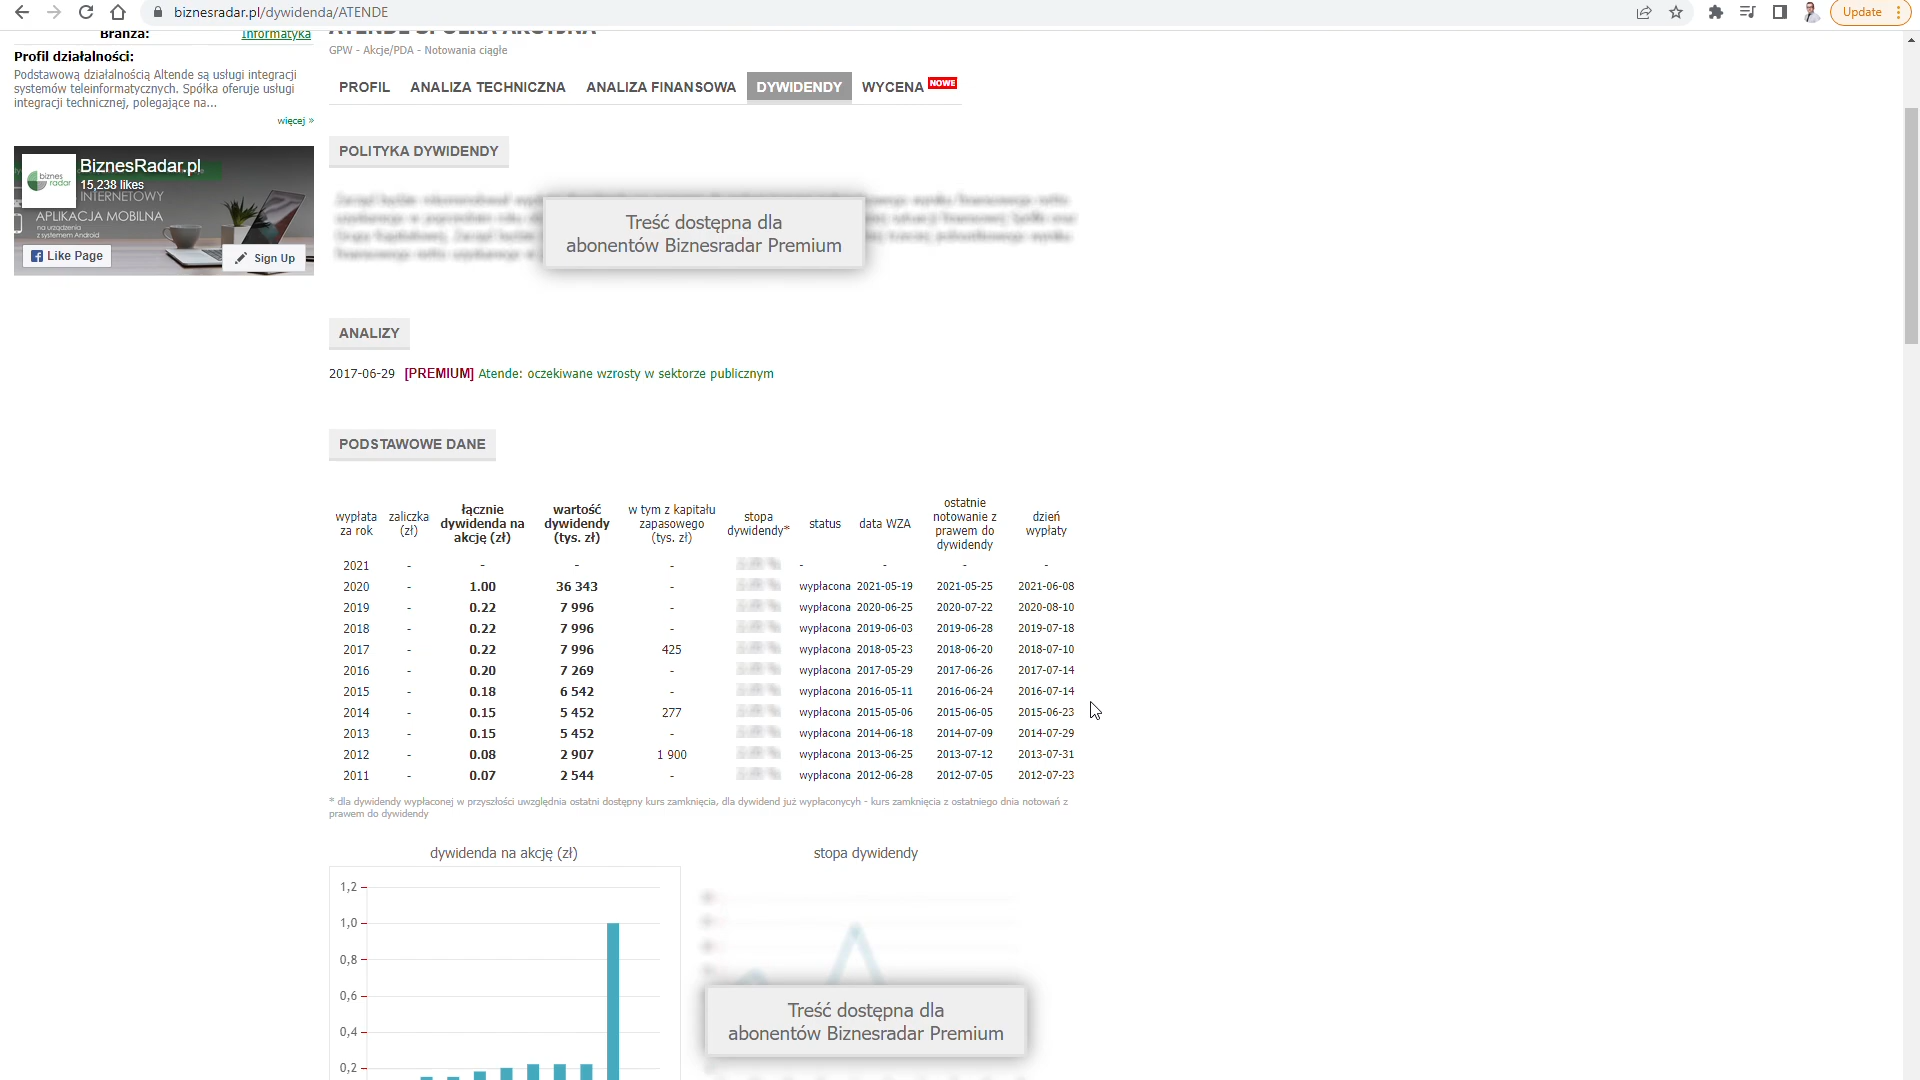 biznesradar.pl/dywidenda/ATENDE
Update
Branża: Informatyka
Profil działalności:
Podstawową działalnością Altende są usługi integracji
systemów teleinformatycznych. Spółka oferuje usługi
integracji technicznej, polegające na...
więcej »
BiznesRadar.pl
15,238 likes
biznes
radar
INTERNETOWY
APLIKACJA MOBILNA
na urządzenia
z systemem Android
Like Page
Sign Up
ATENDE SPÓŁKA AKCYJNA
GPW - Akcje/PDA - Notowania ciągłe
PROFIL ANALIZA TECHNICZNA ANALIZA FINANSOWA DYWIDENDY WYCENA NOWE
POLITYKA DYWIDENDY
Treść dostępna dla
abonentów Biznesradar Premium
ANALIZY
2017-06-29 [PREMIUM] Atende: oczekiwane wzrosty w sektorze publicznym
PODSTAWOWE DANE
wypłata za rok zaliczka (zł) łącznie dywidenda na akcję (zł) wartość dywidendy (tys. zł) w tym z kapitału zapasowego (tys. zł) stopa dywidendy* status data WZA ostatnie notowanie z prawem do dywidendy dzień wypłaty
2021 - - - - - - - -
2020 - 1.00 36 343 - wypłacona 2021-05-19 2021-05-25 2021-06-08
2019 - 0.22 7 996 - wypłacona 2020-06-25 2020-07-22 2020-08-10
2018 - 0.22 7 996 - wypłacona 2019-06-03 2019-06-28 2019-07-18
2017 - 0.22 7 996 425 wypłacona 2018-05-23 2018-06-20 2018-07-10
2016 - 0.20 7 269 - wypłacona 2017-05-29 2017-06-26 2017-07-14
2015 - 0.18 6 542 - wypłacona 2016-05-11 2016-06-24 2016-07-14
2014 - 0.15 5 452 277 wypłacona 2015-05-06 2015-06-05 2015-06-23
2013 - 0.15 5 452 - wypłacona 2014-06-18 2014-07-09 2014-07-29
2012 - 0.08 2 907 1 900 wypłacona 2013-06-25 2013-07-12 2013-07-31
2011 - 0.07 2 544 - wypłacona 2012-06-28 2012-07-05 2012-07-23
* dla dywidendy wypłaconej w przyszłości uwzględnia ostatni dostępny kurs zamknięcia, dla dywidend już wypłaconych - kurs zamknięcia z ostatniego dnia notowań z
prawem do dywidendy
dywidenda na akcję (zł)
1,2
1,0
0,8
0,6
0,4
0,2
stopa dywidendy
Treść dostępna dla
abonentów Biznesradar Premium